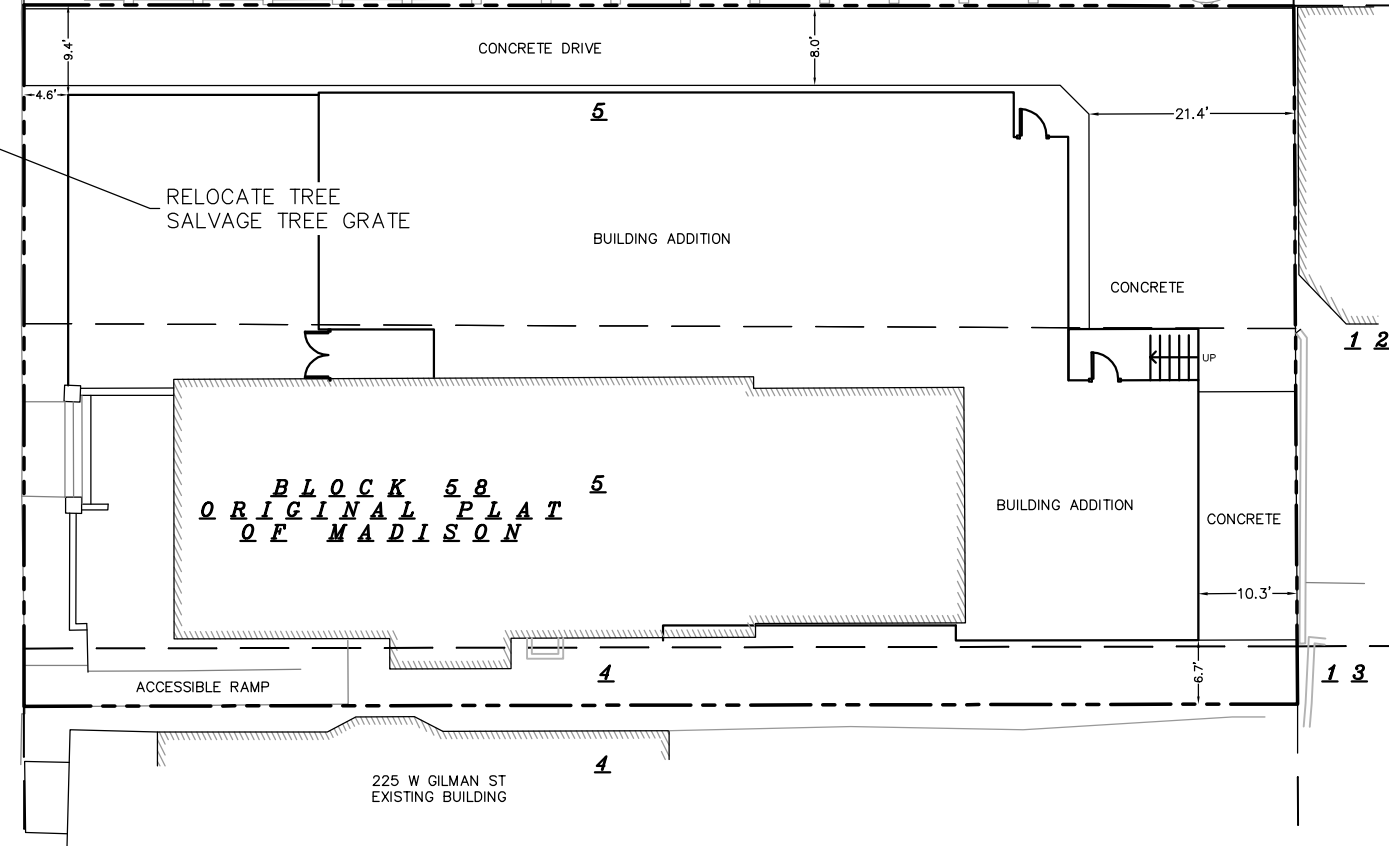 9.4'
CONCRETE DRIVE
8.0'
4.6'
5
21.4'
RELOCATE TREE
SALVAGE TREE GRATE
BUILDING ADDITION
CONCRETE
1 2
UP
BLOCK 58
ORIGINAL PLAT
OF MADISON
5
BUILDING ADDITION
CONCRETE
10.3'
4
6.7'
1 3
ACCESSIBLE RAMP
4
225 W GILMAN ST
EXISTING BUILDING